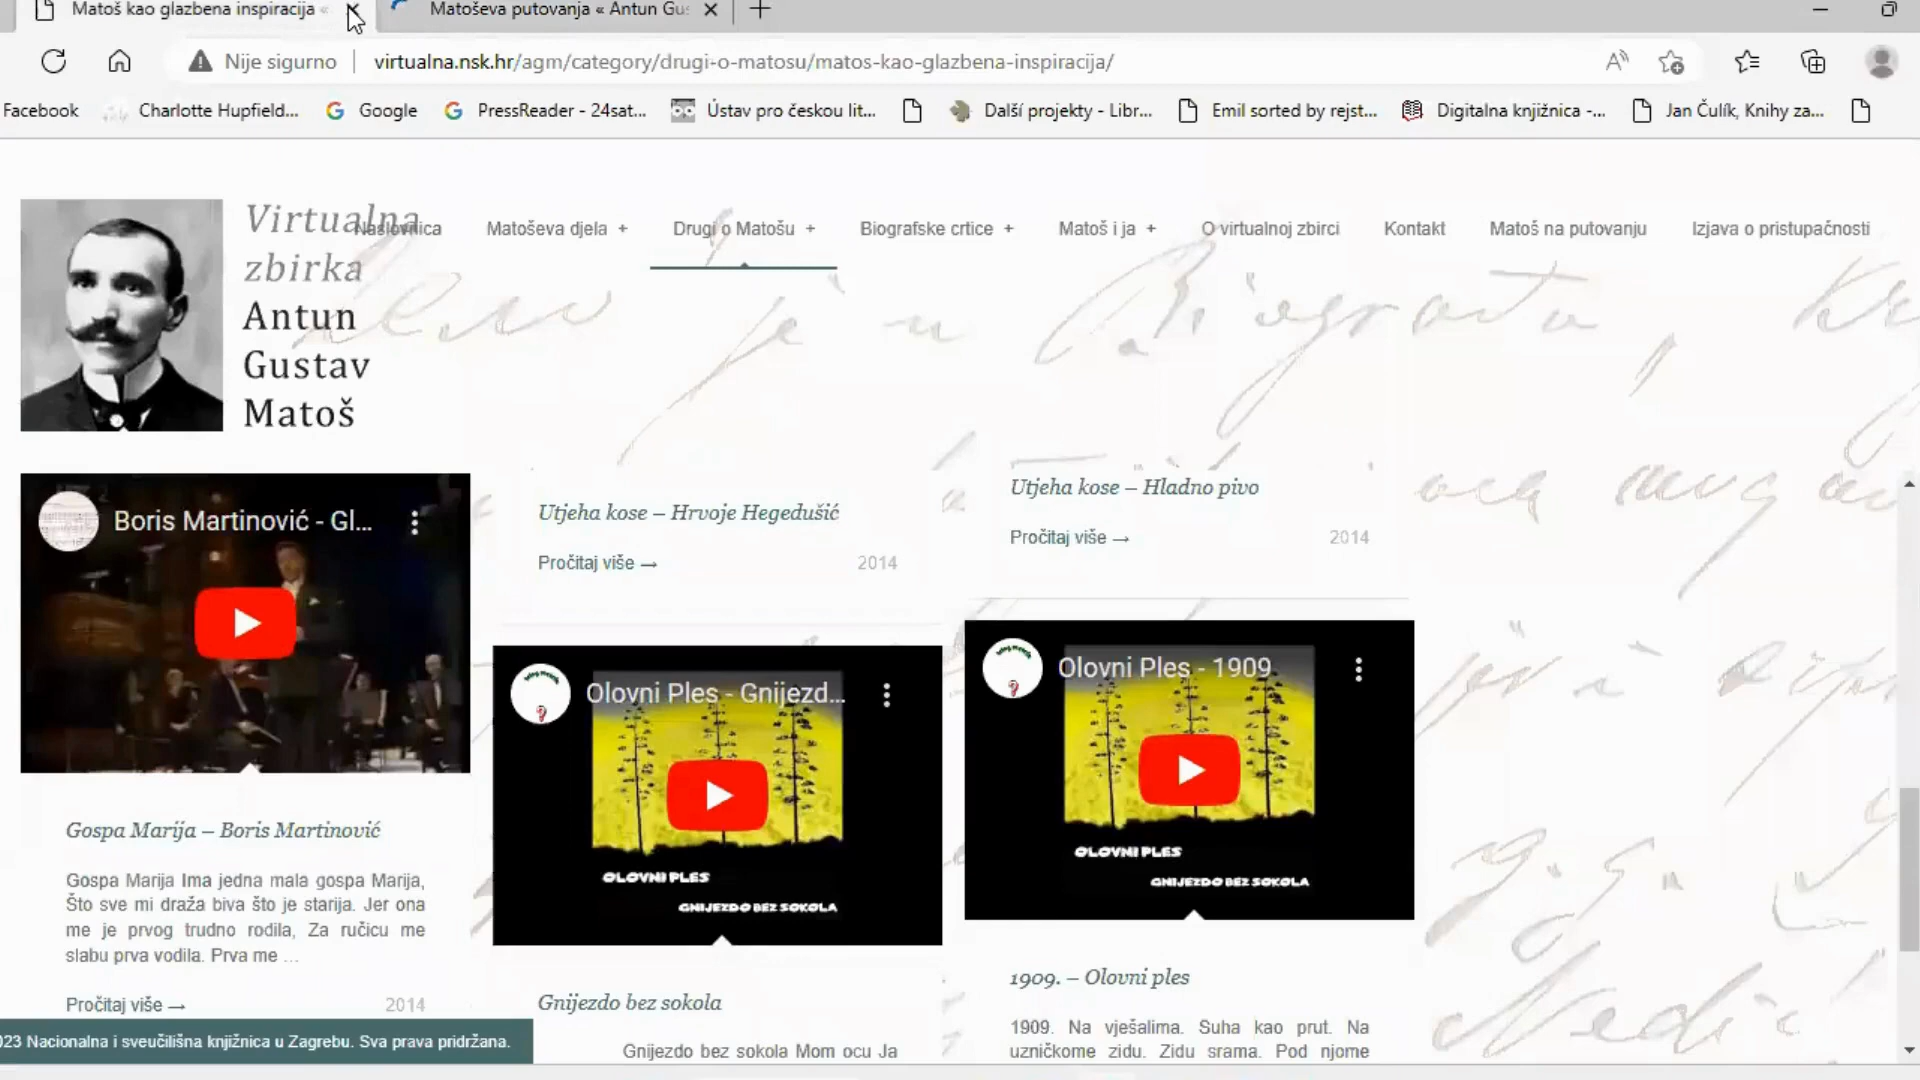 Matoš kao glazbena inspiracija «
Matoševa putovanja « Antun Gus
Nije sigurno
virtualna.nsk.hr/agm/category/drugi-o-matosu/matos-kao-glazbena-inspiracija/
Facebook
Charlotte Hupfield...
Google
PressReader - 24sat...
Ústav pro českou lit...
Další projekty - Libr...
Emil sorted by rejst...
Digitalna knjižnica -...
Jan Čulík, Knihy za...
Virtualna
zbirka
Antun
Gustav
Matoš
Naslovnica
Matoševa djela +
Drugi o Matošu +
Biografske crtice +
Matoš i ja +
O virtualnoj zbirci
Kontakt
Matoš na putovanju
Izjava o pristupačnosti
Boris Martinović - Gl...
Gospa Marija – Boris Martinović
Gospa Marija Ima jedna mala gospa Marija,
Što sve mi draža biva što je starija. Jer ona
me je prvog trudno rodila, Za ručicu me
slabu prva vodila. Prva me ...
Pročitaj više → 2014
Utjeha kose – Hrvoje Hegedušić
Pročitaj više → 2014
Olovni Ples - Gnijezd...
OLOVNI PLES
GNIJEZDO BEZ SOKOLA
Gnijezdo bez sokola
Gnijezdo bez sokola Mom ocu Ja
Utjeha kose – Hladno pivo
Pročitaj više → 2014
Olovni Ples - 1909
OLOVNI PLES
GNIJEZDO BEZ SOKOLA
1909. – Olovni ples
1909. Na vješalima. Suha kao prut. Na
uzničkome zidu. Zidu srama. Pod njome
023 Nacionalna i sveučilišna knjižnica u Zagrebu. Sva prava pridržana.